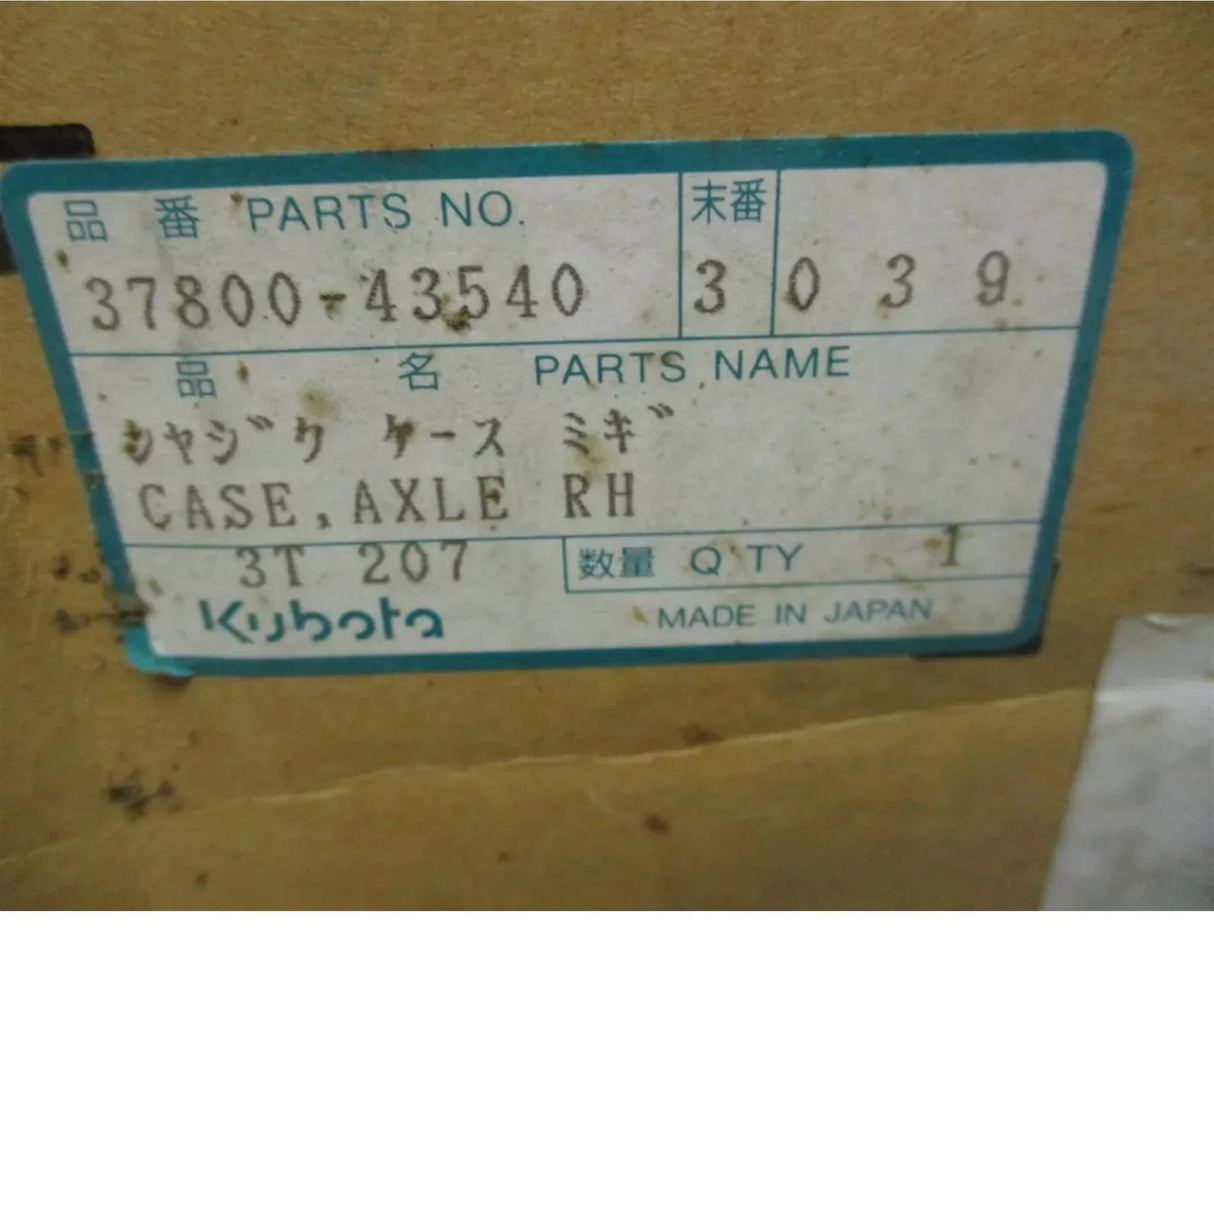 品番 PARTS NO. 末番
37800-43540 3 0 3 9
品名 PARTS NAME
シャジク ケース ミギ
CASE,AXLE RH
3T 207 数量 Q'TY 1
Kubota MADE IN JAPAN